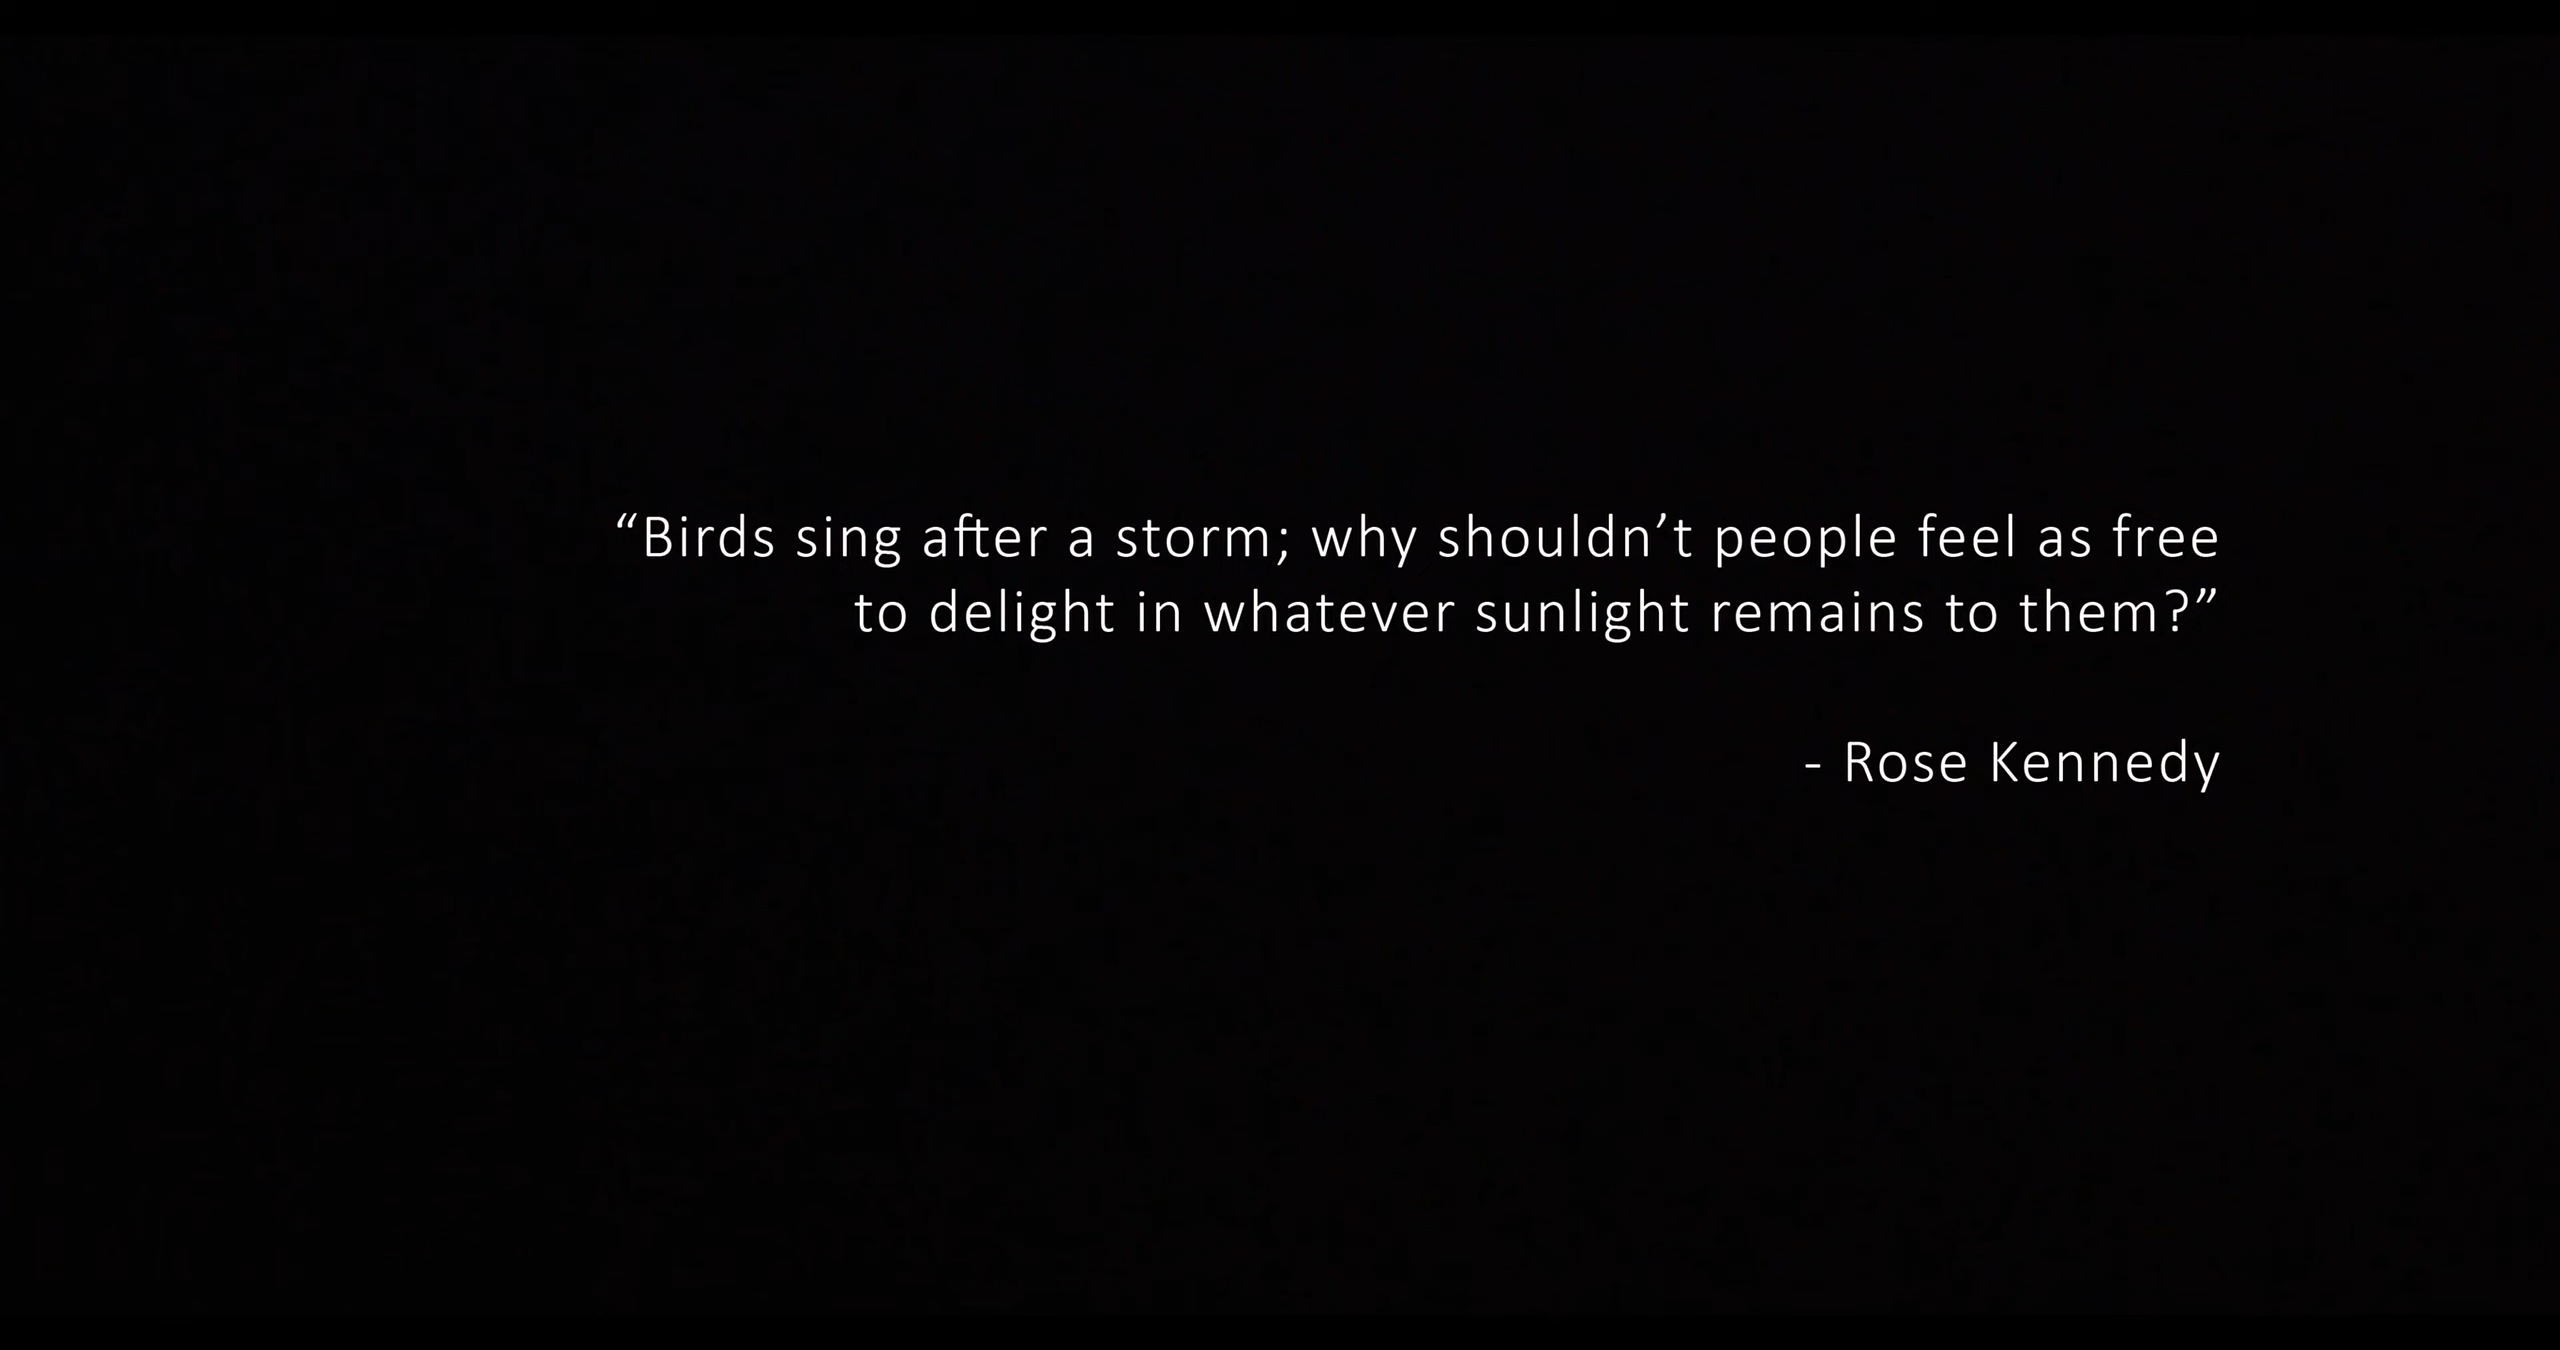 “Birds sing after a storm; why shouldn’t people feel as free
to delight in whatever sunlight remains to them?”
- Rose Kennedy